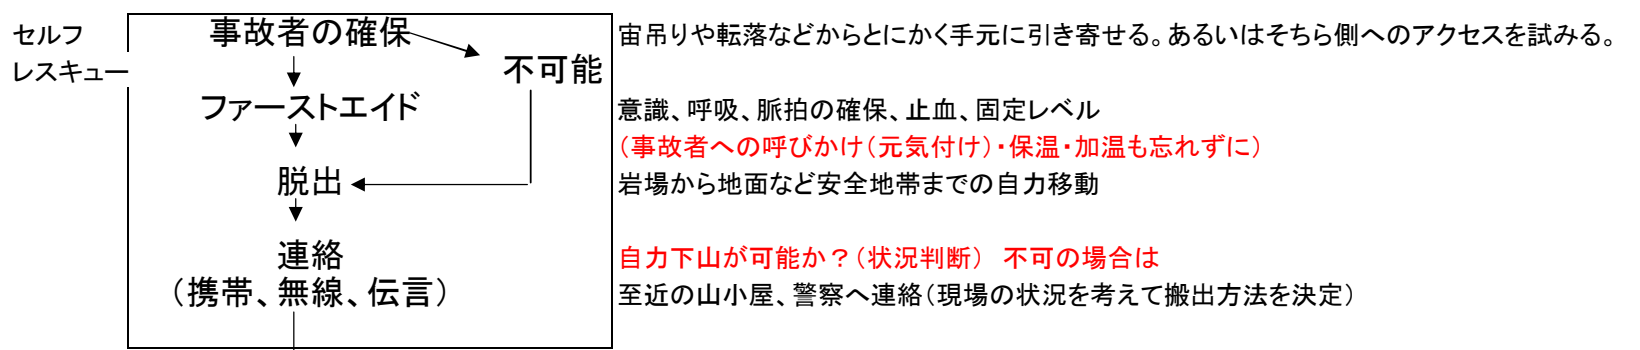 セルフ
レスキュー
事故者の確保
不可能
ファーストエイド
脱出
連絡
（携帯、無線、伝言）
宙吊りや転落などからとにかく手元に引き寄せる。あるいはそちら側へのアクセスを試みる。
意識、呼吸、脈拍の確保、止血、固定レベル
（事故者への呼びかけ（元気付け）・保温・加温も忘れずに）
岩場から地面など安全地帯までの自力移動
自力下山が可能か？（状況判断）　不可の場合は
至近の山小屋、警察へ連絡（現場の状況を考えて搬出方法を決定）